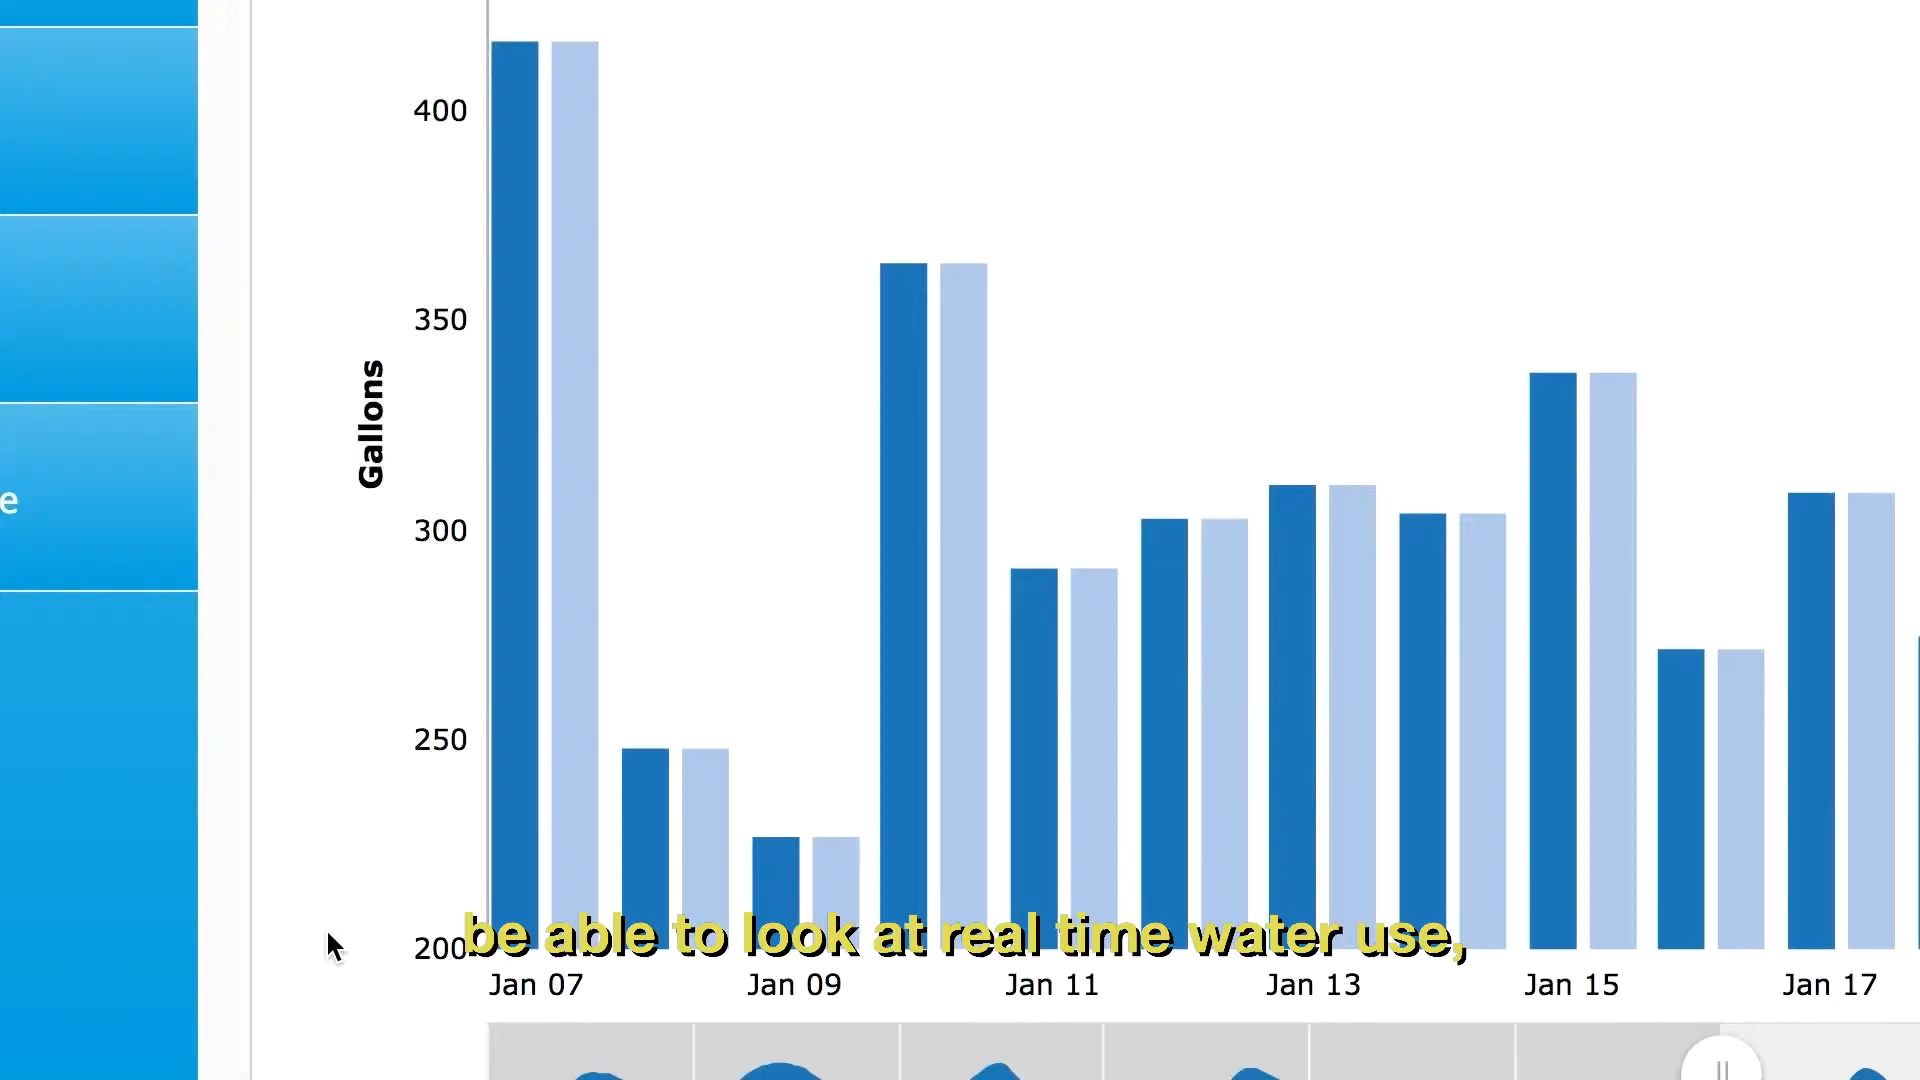 400
350
Gallons
300
e
250
200
be able to look at real time water use,
Jan 07 Jan 09 Jan 11 Jan 13 Jan 15 Jan 17